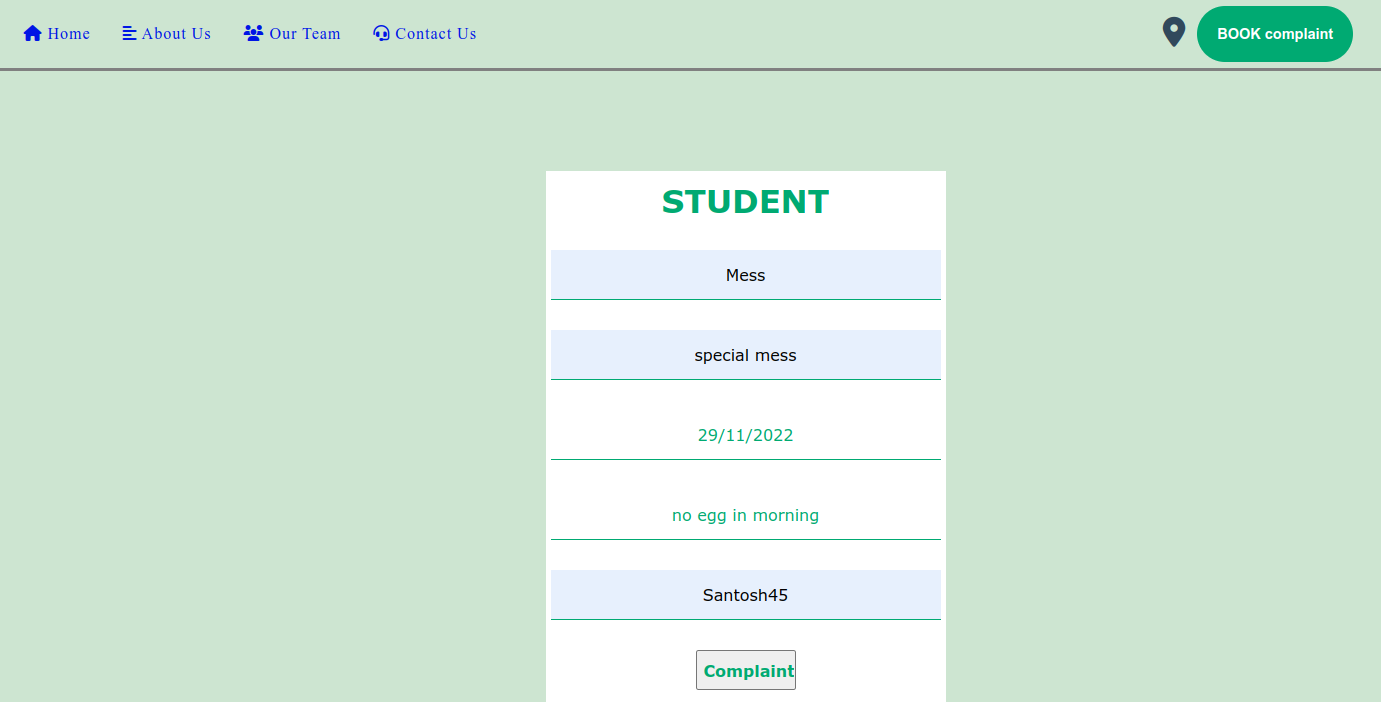 Home About Us Our Team Contact Us BOOK complaint
STUDENT
Mess
special mess
29/11/2022
no egg in morning
Santosh45
Complaint